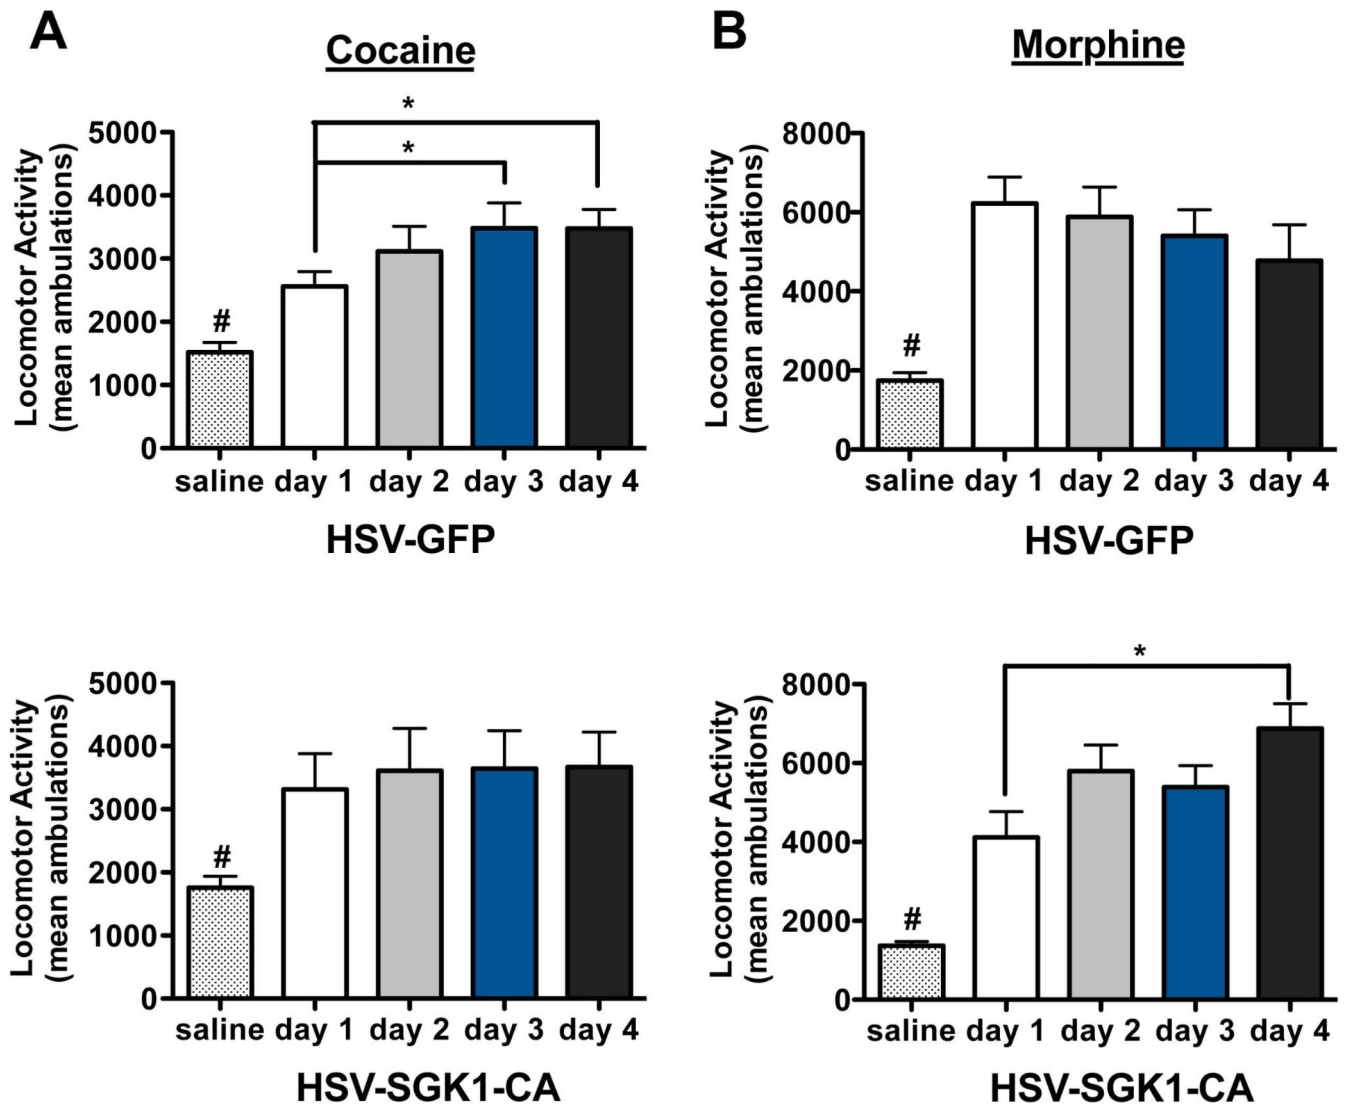 A
Cocaine
*
*
Locomotor Activity
(mean ambulations)
5000
4000
3000
2000
1000
0
#
saline day 1 day 2 day 3 day 4
HSV-GFP
B
Morphine
Locomotor Activity
(mean ambulations)
8000
6000
4000
2000
0
#
saline day 1 day 2 day 3 day 4
HSV-GFP
Locomotor Activity
(mean ambulations)
5000
4000
3000
2000
1000
0
#
saline day 1 day 2 day 3 day 4
HSV-SGK1-CA
*
Locomotor Activity
(mean ambulations)
8000
6000
4000
2000
0
#
saline day 1 day 2 day 3 day 4
HSV-SGK1-CA